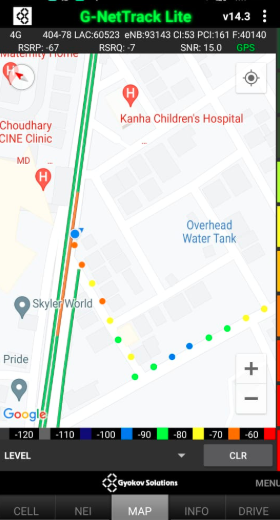 G-NetTrack Lite v14.3
4G 404-78 LAC:60523 eNB:93143 CI:53 PCI:161 F:40140
RSRP: -67 RSRQ: -7 SNR: 15.0 GPS
Maternity Home
Kanha Children's Hospital
Choudhary
CINE Clinic
MD ...
...
Overhead
Water Tank
Skyler World
Pride
Google
-120 -110 -100 -90 -80 -70 -60
LEVEL CLR
Gyokov Solutions MENU
CELL NEI MAP INFO DRIVE